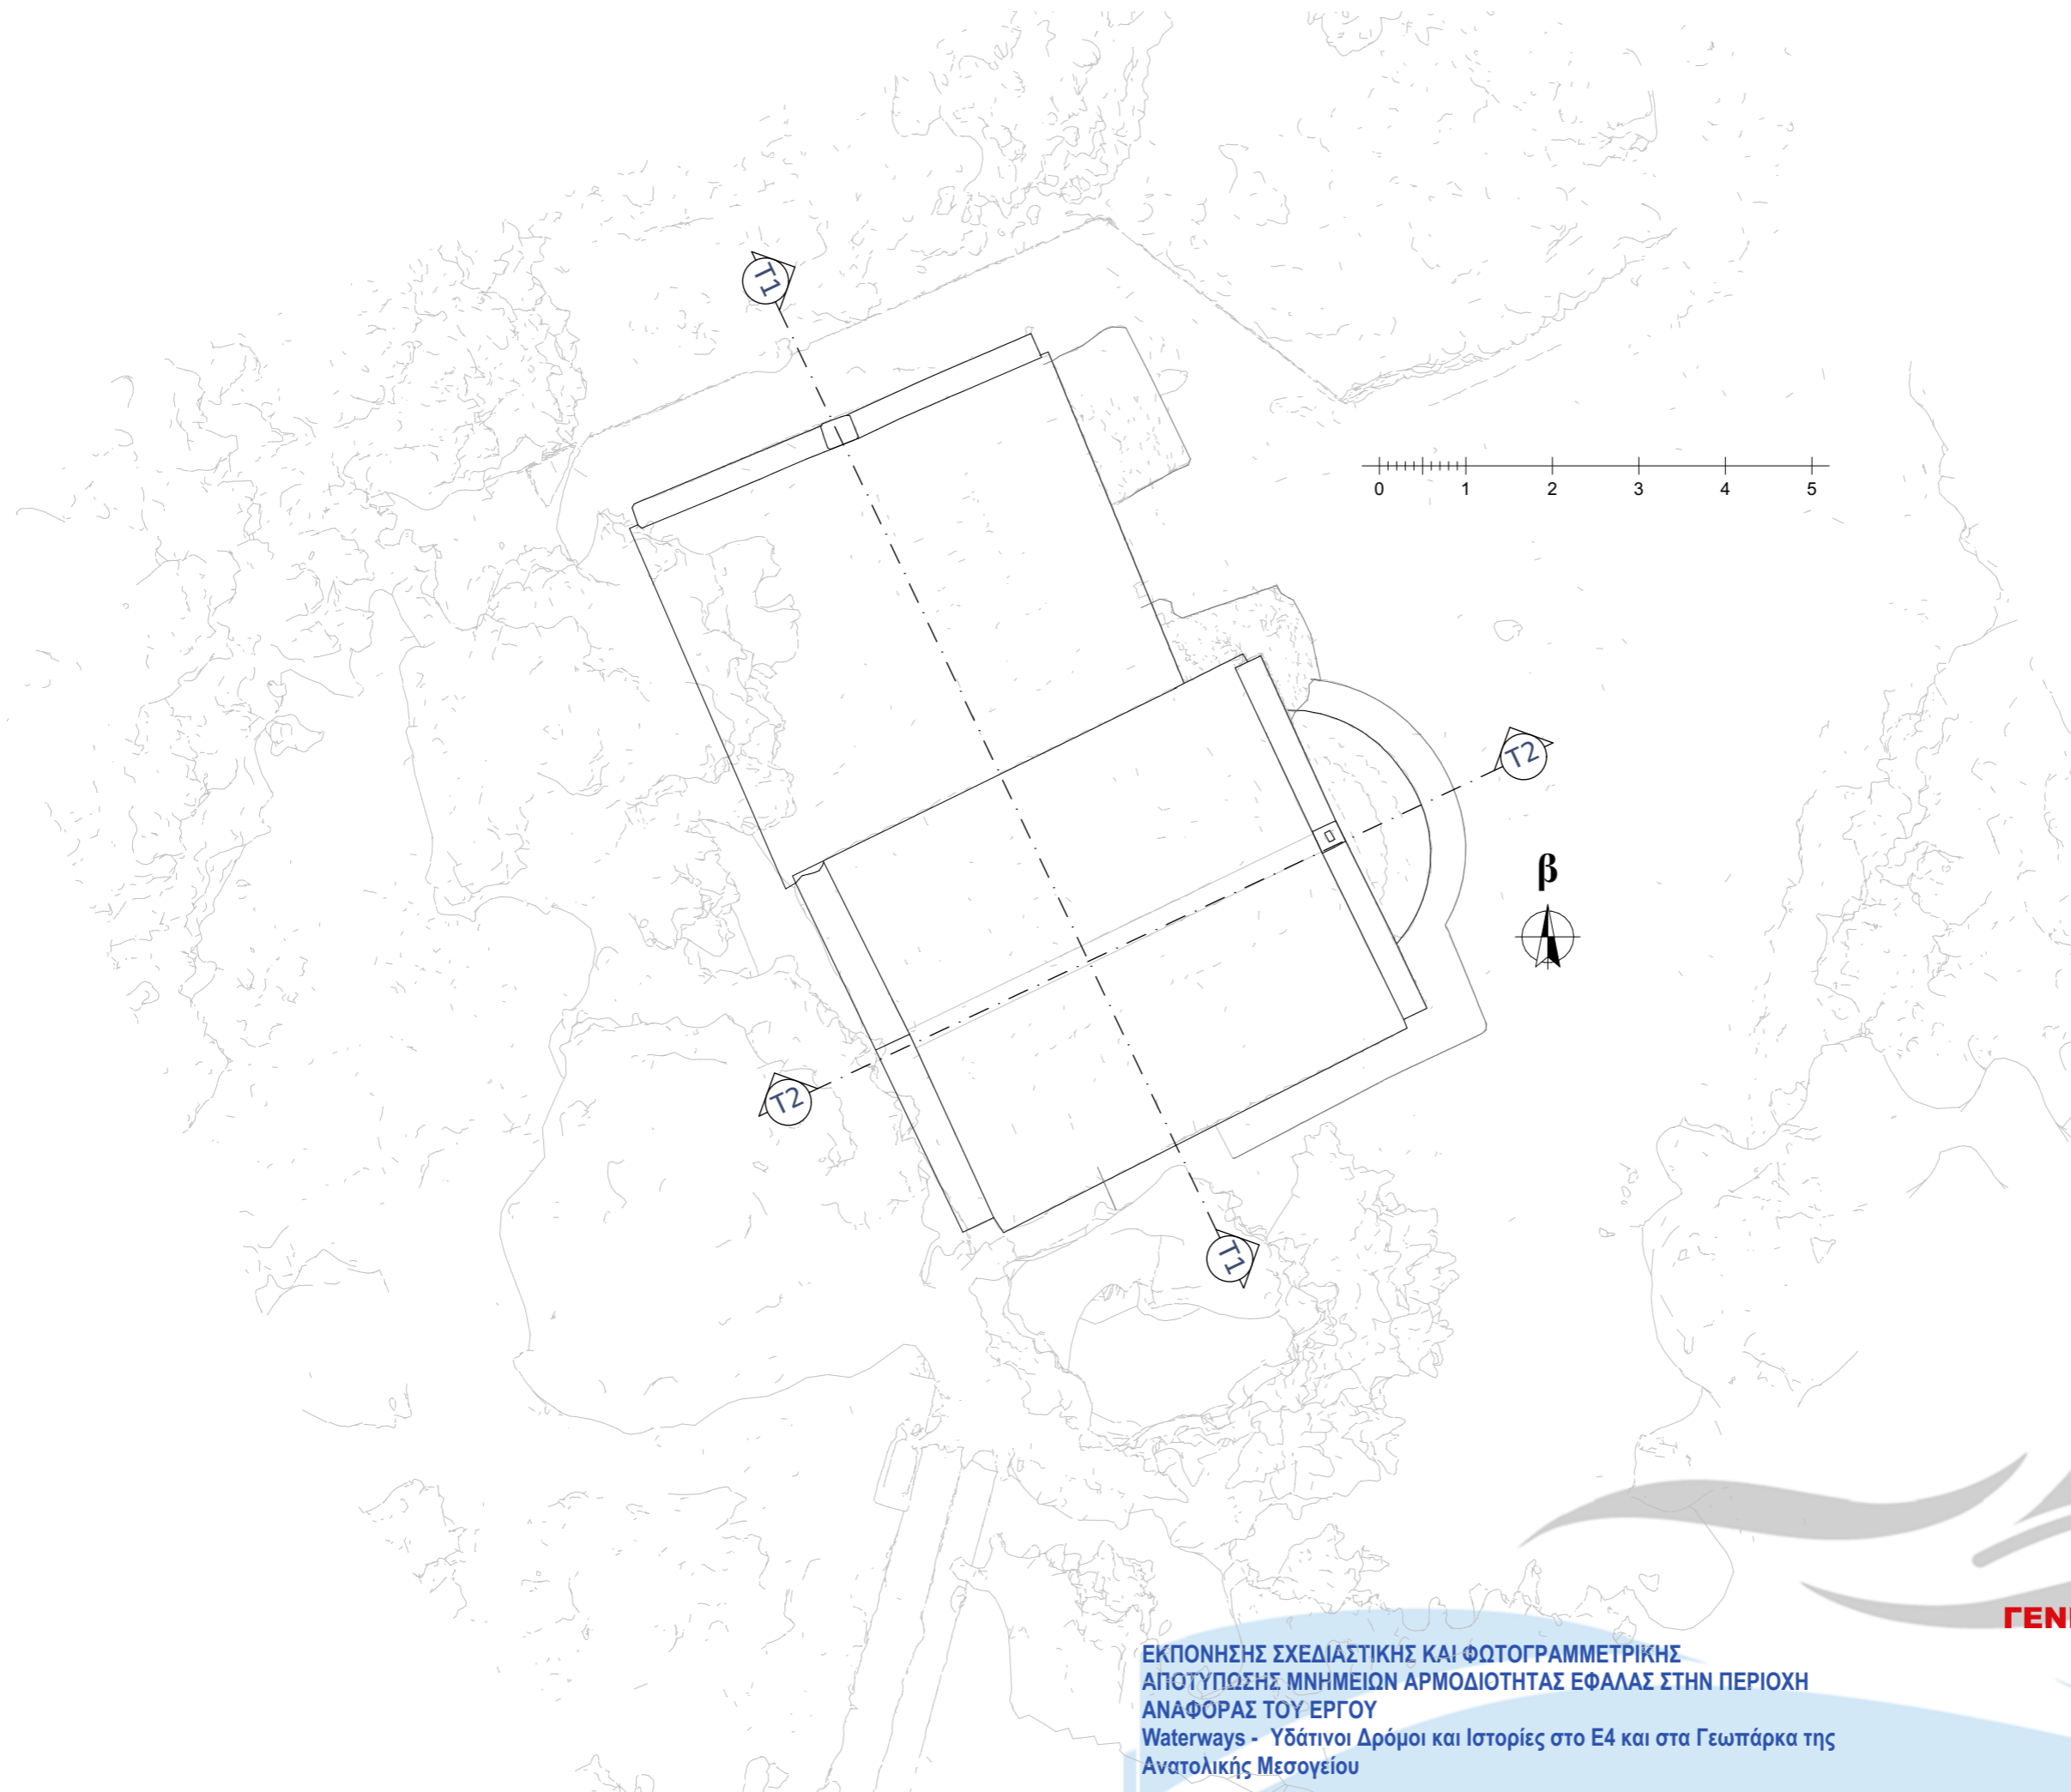 T1
0 1 2 3 4 5
T2
β
T2
T1
ΓΕΝΙ
ΕΚΠΟΝΗΣΗΣ ΣΧΕΔΙΑΣΤΙΚΗΣ ΚΑΙ ΦΩΤΟΓΡΑΜΜΕΤΡΙΚΗΣ
ΑΠΟΤΥΠΩΣΗΣ ΜΝΗΜΕΙΩΝ ΑΡΜΟΔΙΟΤΗΤΑΣ ΕΦΑΛΑΣ ΣΤΗΝ ΠΕΡΙΟΧΗ
ΑΝΑΦΟΡΑΣ ΤΟΥ ΕΡΓΟΥ
Waterways - Υδάτινοι Δρόμοι και Ιστορίες στο Ε4 και στα Γεωπάρκα της
Ανατολικής Μεσογείου